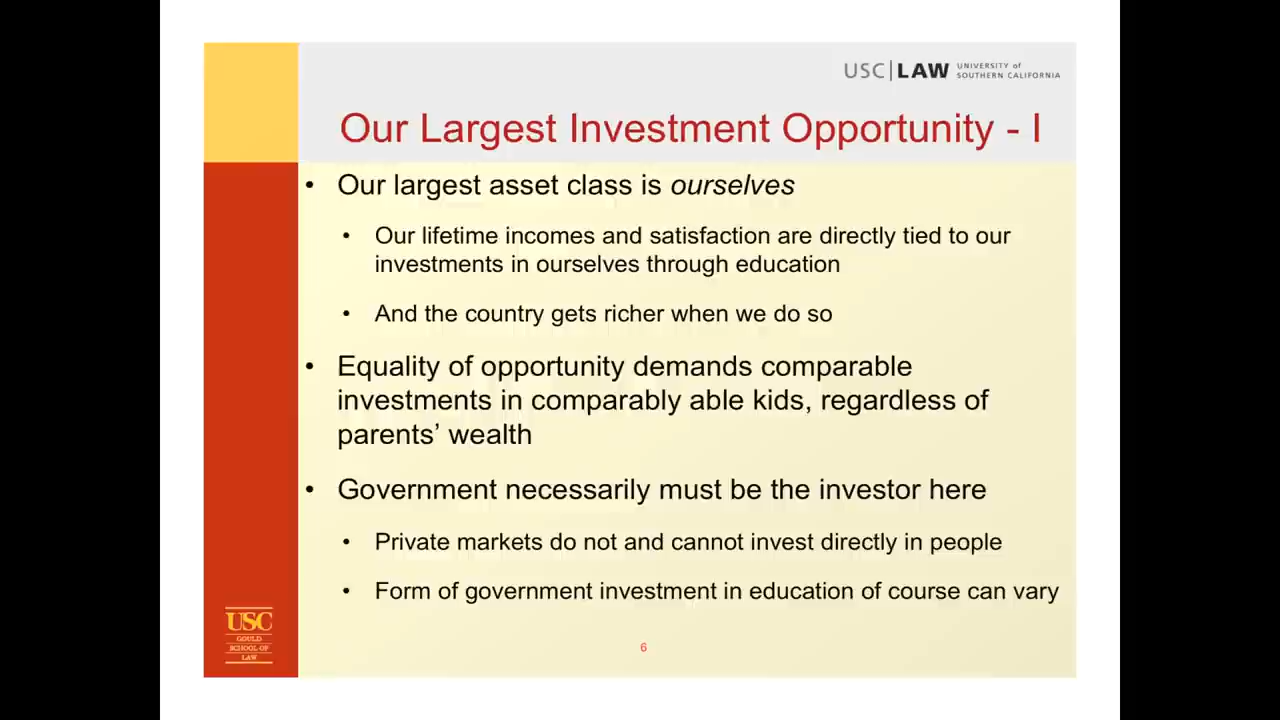 USC LAW UNIVERSITY of
SOUTHERN CALIFORNIA
Our Largest Investment Opportunity - I
• Our largest asset class is ourselves
• Our lifetime incomes and satisfaction are directly tied to our
investments in ourselves through education
• And the country gets richer when we do so
• Equality of opportunity demands comparable
investments in comparably able kids, regardless of
parents’ wealth
• Government necessarily must be the investor here
• Private markets do not and cannot invest directly in people
• Form of government investment in education of course can vary
USC
GOULD
SCHOOL OF
LAW
6